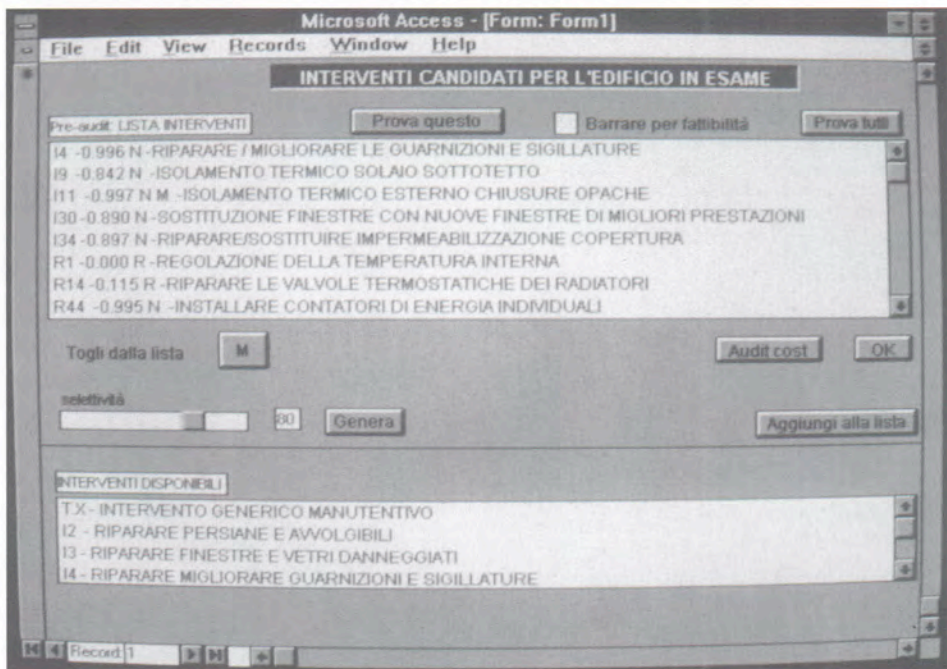 Microsoft Access - [Form: Form1]
File Edit View Records Window Help
INTERVENTI CANDIDATI PER L'EDIFICIO IN ESAME
Pre-audit: LISTA INTERVENTI Prova questo Barrare per fattibilità Prova tutti
I4 -0.996 N -RIPARARE / MIGLIORARE LE GUARNIZIONI E SIGILLATURE
I9 -0.842 N -ISOLAMENTO TERMICO SOLAIO SOTTOTETTO
I11 -0.997 N M -ISOLAMENTO TERMICO ESTERNO CHIUSURE OPACHE
I30 -0.890 N -SOSTITUZIONE FINESTRE CON NUOVE FINESTRE DI MIGLIORI PRESTAZIONI
I34 -0.897 N -RIPARARE/SOSTITUIRE IMPERMEABILIZZAZIONE COPERTURA
R1 -0.000 R -REGOLAZIONE DELLA TEMPERATURA INTERNA
R14 -0.115 R -RIPARARE LE VALVOLE TERMOSTATICHE DEI RADIATORI
R44 -0.995 N -INSTALLARE CONTATORI DI ENERGIA INDIVIDUALI
Togli dalla lista M Audit cost OK
selettività
80 Genera Aggiungi alla lista
INTERVENTI DISPONIBILI
T.X - INTERVENTO GENERICO MANUTENTIVO
I2 - RIPARARE PERSIANE E AVVOLGIBILI
I3 - RIPARARE FINESTRE E VETRI DANNEGGIATI
I4 - RIPARARE MIGLIORARE GUARNIZIONI E SIGILLATURE
Record: 1